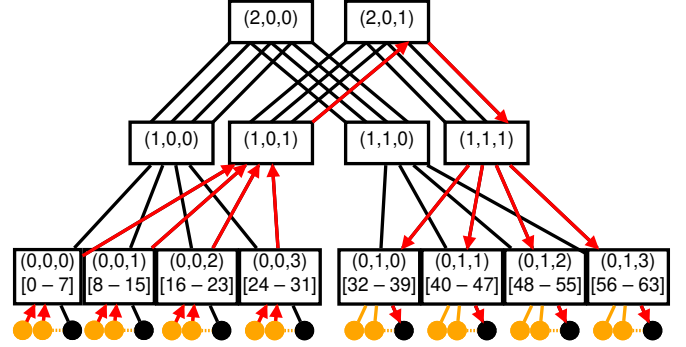 (2,0,0) (2,0,1)
(1,0,0) (1,0,1) (1,1,0) (1,1,1)
(0,0,0) (0,0,1) (0,0,2) (0,0,3) (0,1,0) (0,1,1) (0,1,2) (0,1,3)
[0 – 7] [8 – 15] [16 – 23] [24 – 31] [32 – 39] [40 – 47] [48 – 55] [56 – 63]